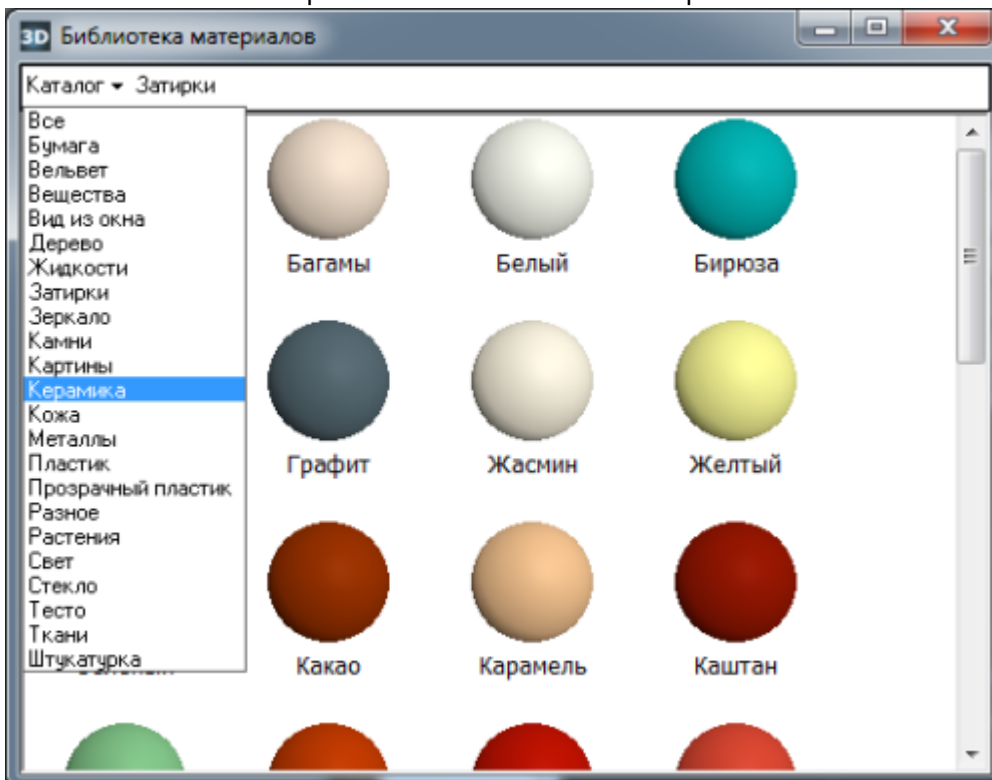 3D Библиотека материалов
Каталог Затирки
Все
Бумага
Вельвет
Вещества
Вид из окна
Дерево
Жидкости
Затирки
Зеркало
Камни
Картины
Керамика
Кожа
Металлы
Пластик
Прозрачный пластик
Разное
Растения
Свет
Стекло
Тесто
Ткани
Штукатурка
Багамы Белый Бирюза
Графит Жасмин Желтый
Какао Карамель Каштан